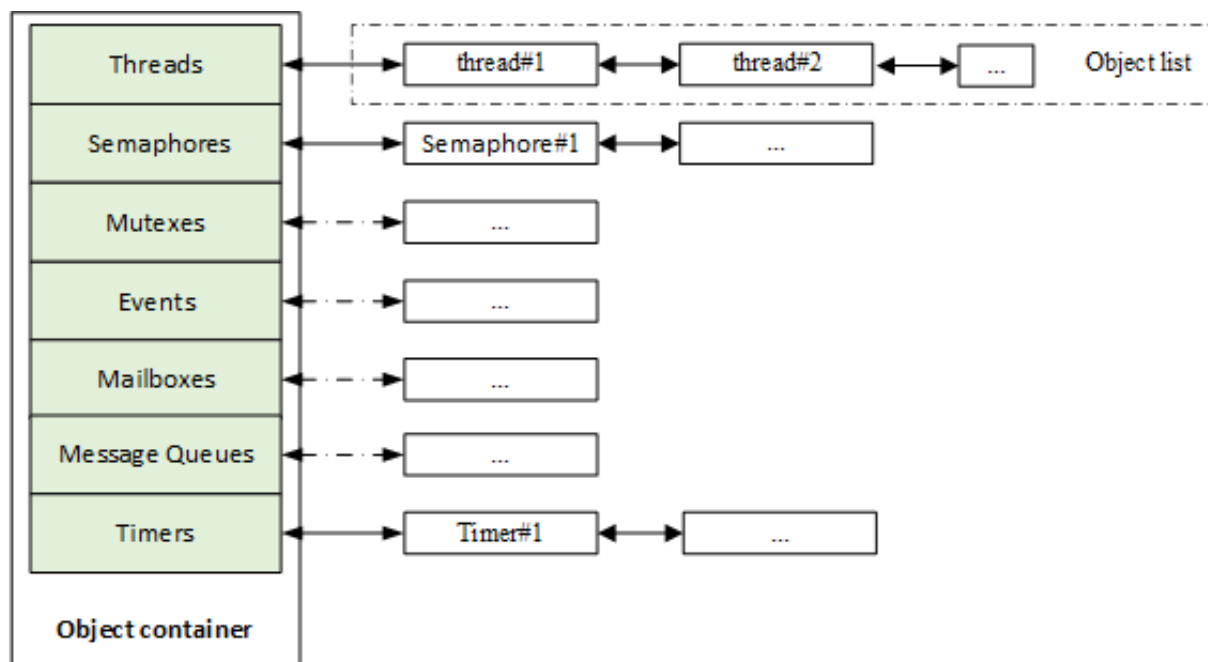 Threads
thread#1
thread#2
...
Object list
Semaphores
Semaphore#1
...
Mutexes
...
Events
...
Mailboxes
...
Message Queues
...
Timers
Timer#1
...
Object container